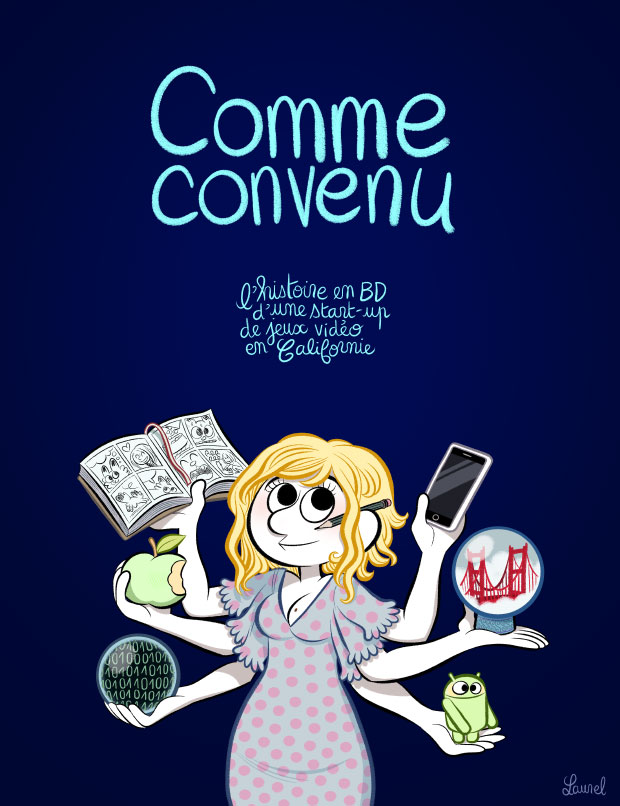 Comme
convenu
l'histoire en BD
d'une start-up
de jeux vidéo
en Californie
Laurel